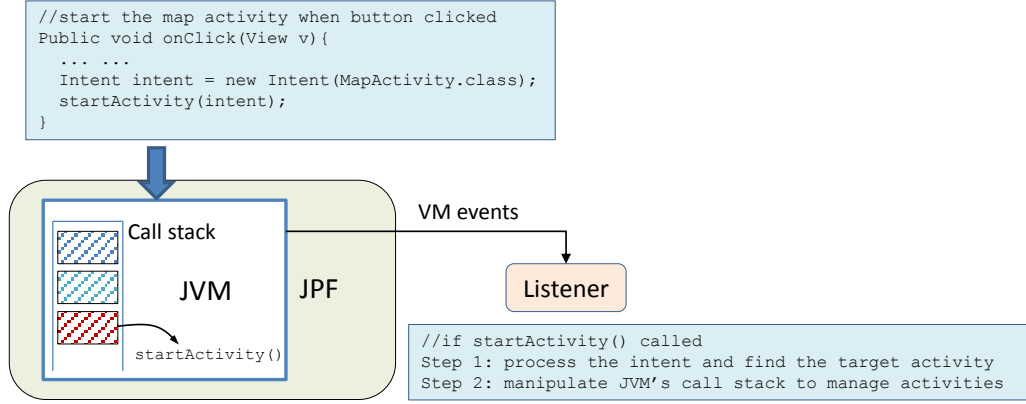 //start the map activity when button clicked
Public void onClick(View v){
... ...
Intent intent = new Intent(MapActivity.class);
startActivity(intent);
}
Call stack
JVM
startActivity()
JPF
VM events
Listener
//if startActivity() called
Step 1: process the intent and find the target activity
Step 2: manipulate JVM’s call stack to manage activities